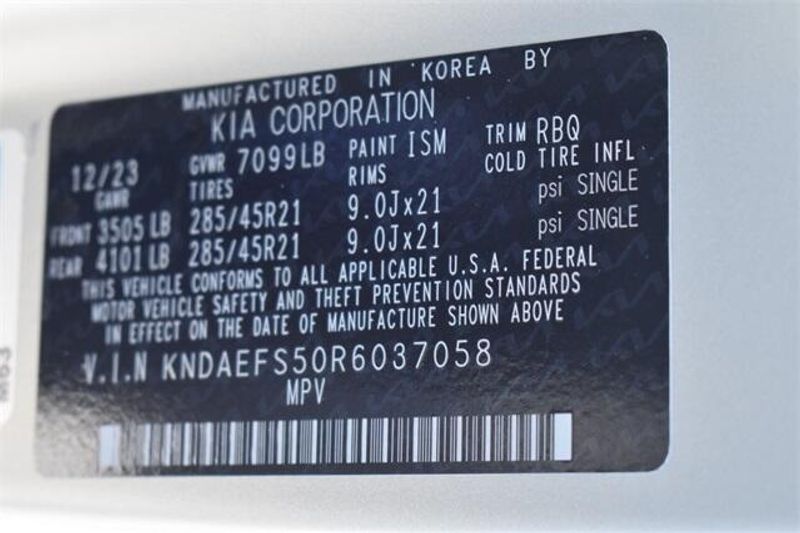 MANUFACTURED IN KOREA BY
KIA CORPORATION
12/23 GVWR 7099LB PAINT ISM TRIM RBQ
GAWR TIRES RIMS COLD TIRE INFL
FRONT 3505 LB 285/45R21 9.0Jx21 psi SINGLE
REAR 4101 LB 285/45R21 9.0Jx21 psi SINGLE
THIS VEHICLE CONFORMS TO ALL APPLICABLE U.S.A. FEDERAL
MOTOR VEHICLE SAFETY AND THEFT PREVENTION STANDARDS
IN EFFECT ON THE DATE OF MANUFACTURE SHOWN ABOVE
V.I.N KNDAEFS50R6037058
MPV